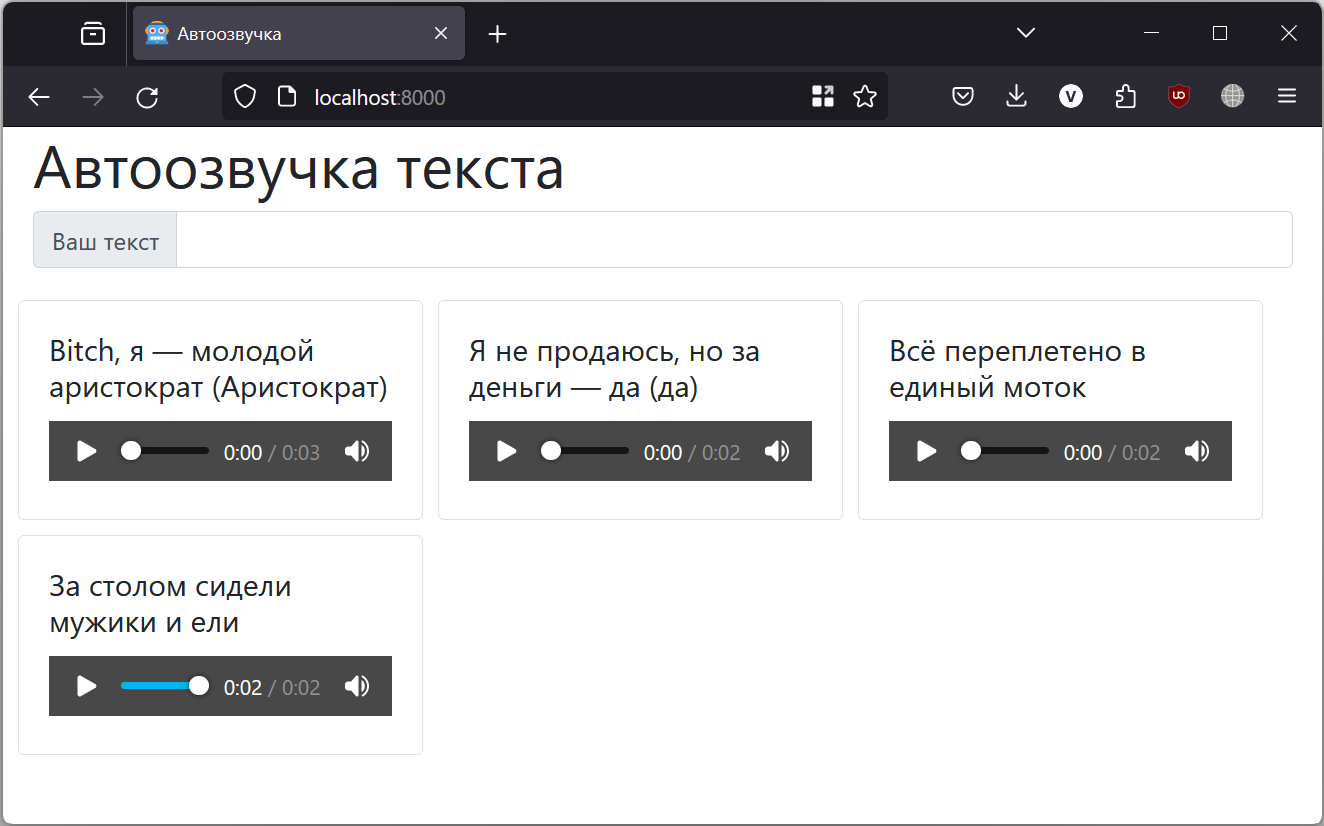 Автоозвучка
localhost:8000
Автоозвучка текста
Ваш текст
Bitch, я — молодой
аристократ (Аристократ)
0:00 / 0:03
Я не продаюсь, но за
деньги — да (да)
0:00 / 0:02
Всё переплетено в
единый моток
0:00 / 0:02
За столом сидели
мужики и ели
0:02 / 0:02